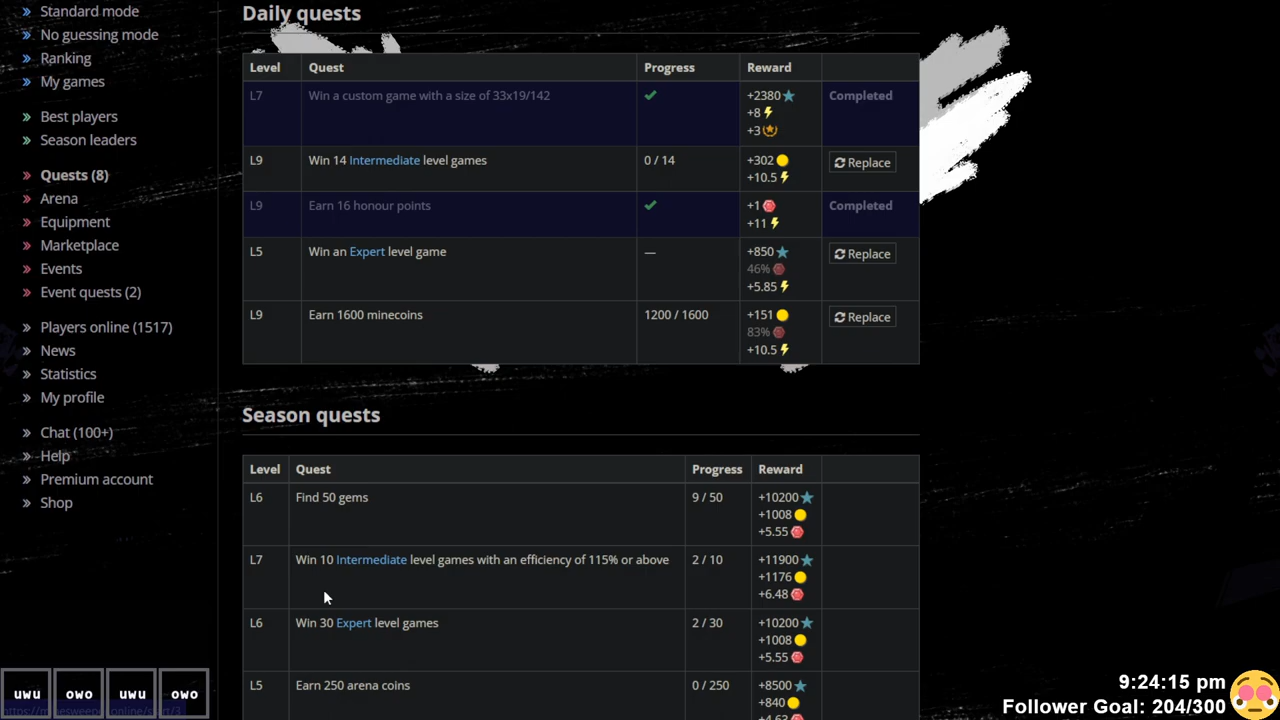 Standard mode
No guessing mode
Ranking
My games
Best players
Season leaders
Quests (8)
Arena
Equipment
Marketplace
Events
Event quests (2)
Players online (1517)
News
Statistics
My profile
Chat (100+)
Help
Premium account
Shop
Daily quests
Level Quest Progress Reward
L7 Win a custom game with a size of 33x19/142 +2380 Completed
+8
+3
L9 Win 14 Intermediate level games 0 / 14 +302 Replace
+10.5
L9 Earn 16 honour points +1 Completed
+11
L5 Win an Expert level game — +850 Replace
46%
+5.85
L9 Earn 1600 minecoins 1200 / 1600 +151 Replace
83%
+10.5
Season quests
Level Quest Progress Reward
L6 Find 50 gems 9 / 50 +10200
+1008
+5.55
L7 Win 10 Intermediate level games with an efficiency of 115% or above 2 / 10 +11900
+1176
+6.48
L6 Win 30 Expert level games 2 / 30 +10200
+1008
+5.55
L5 Earn 250 arena coins 0 / 250 +8500
+840
+4.63
uwu owo uwu owo
9:24:15 pm
Follower Goal: 204/300